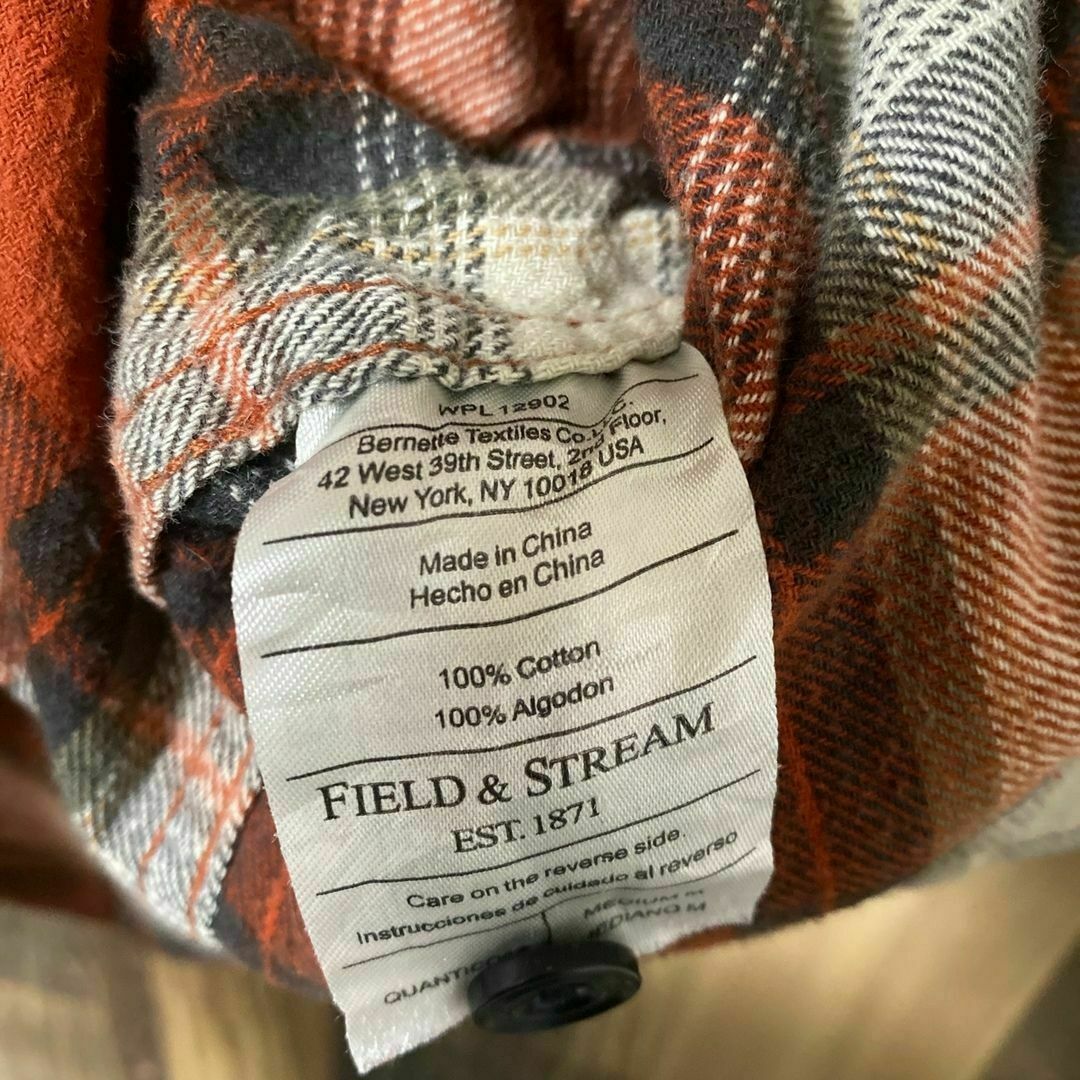 WPL 12902
Bernette Textiles Co. Floor,
42 West 39th Street, 2nd
New York, NY 10018 USA
Made in China
Hecho en China
100% Cotton
100% Algodon
FIELD & STREAM
EST. 1871
Care on the reverse side.
Instrucciones de cuidado al reverso
MEDIUM M
MEDIANO M